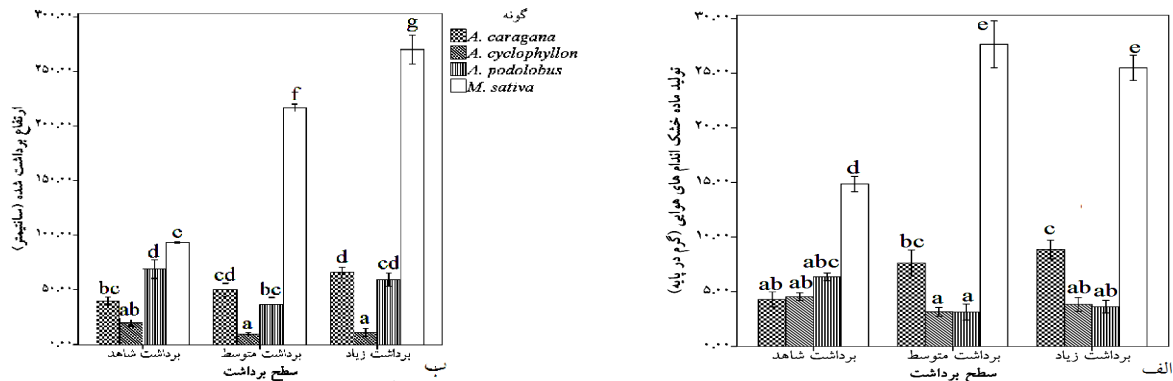 گونه
A. caragana
A. cyclophyllon
A. podolobus
M. sativa
ارتفاع برداشت شده (سانتیمتر)
۳۰۰.۰۰
۲۵۰.۰۰
۲۰۰.۰۰
۱۵۰.۰۰
۱۰۰.۰۰
۵۰.۰۰
.۰۰
bc ab d c
cd a bc f
cd a cd g
برداشت شاهد برداشت متوسط برداشت زیاد
سطح برداشت
ب
تولید ماده خشک اندام های هوایی (گرم در پایه)
۳۰.۰۰
۲۵.۰۰
۲۰.۰۰
۱۵.۰۰
۱۰.۰۰
۵.۰۰
.۰۰
ab ab abc d
bc a a e
c ab ab e
برداشت شاهد برداشت متوسط برداشت زیاد
سطح برداشت
الف